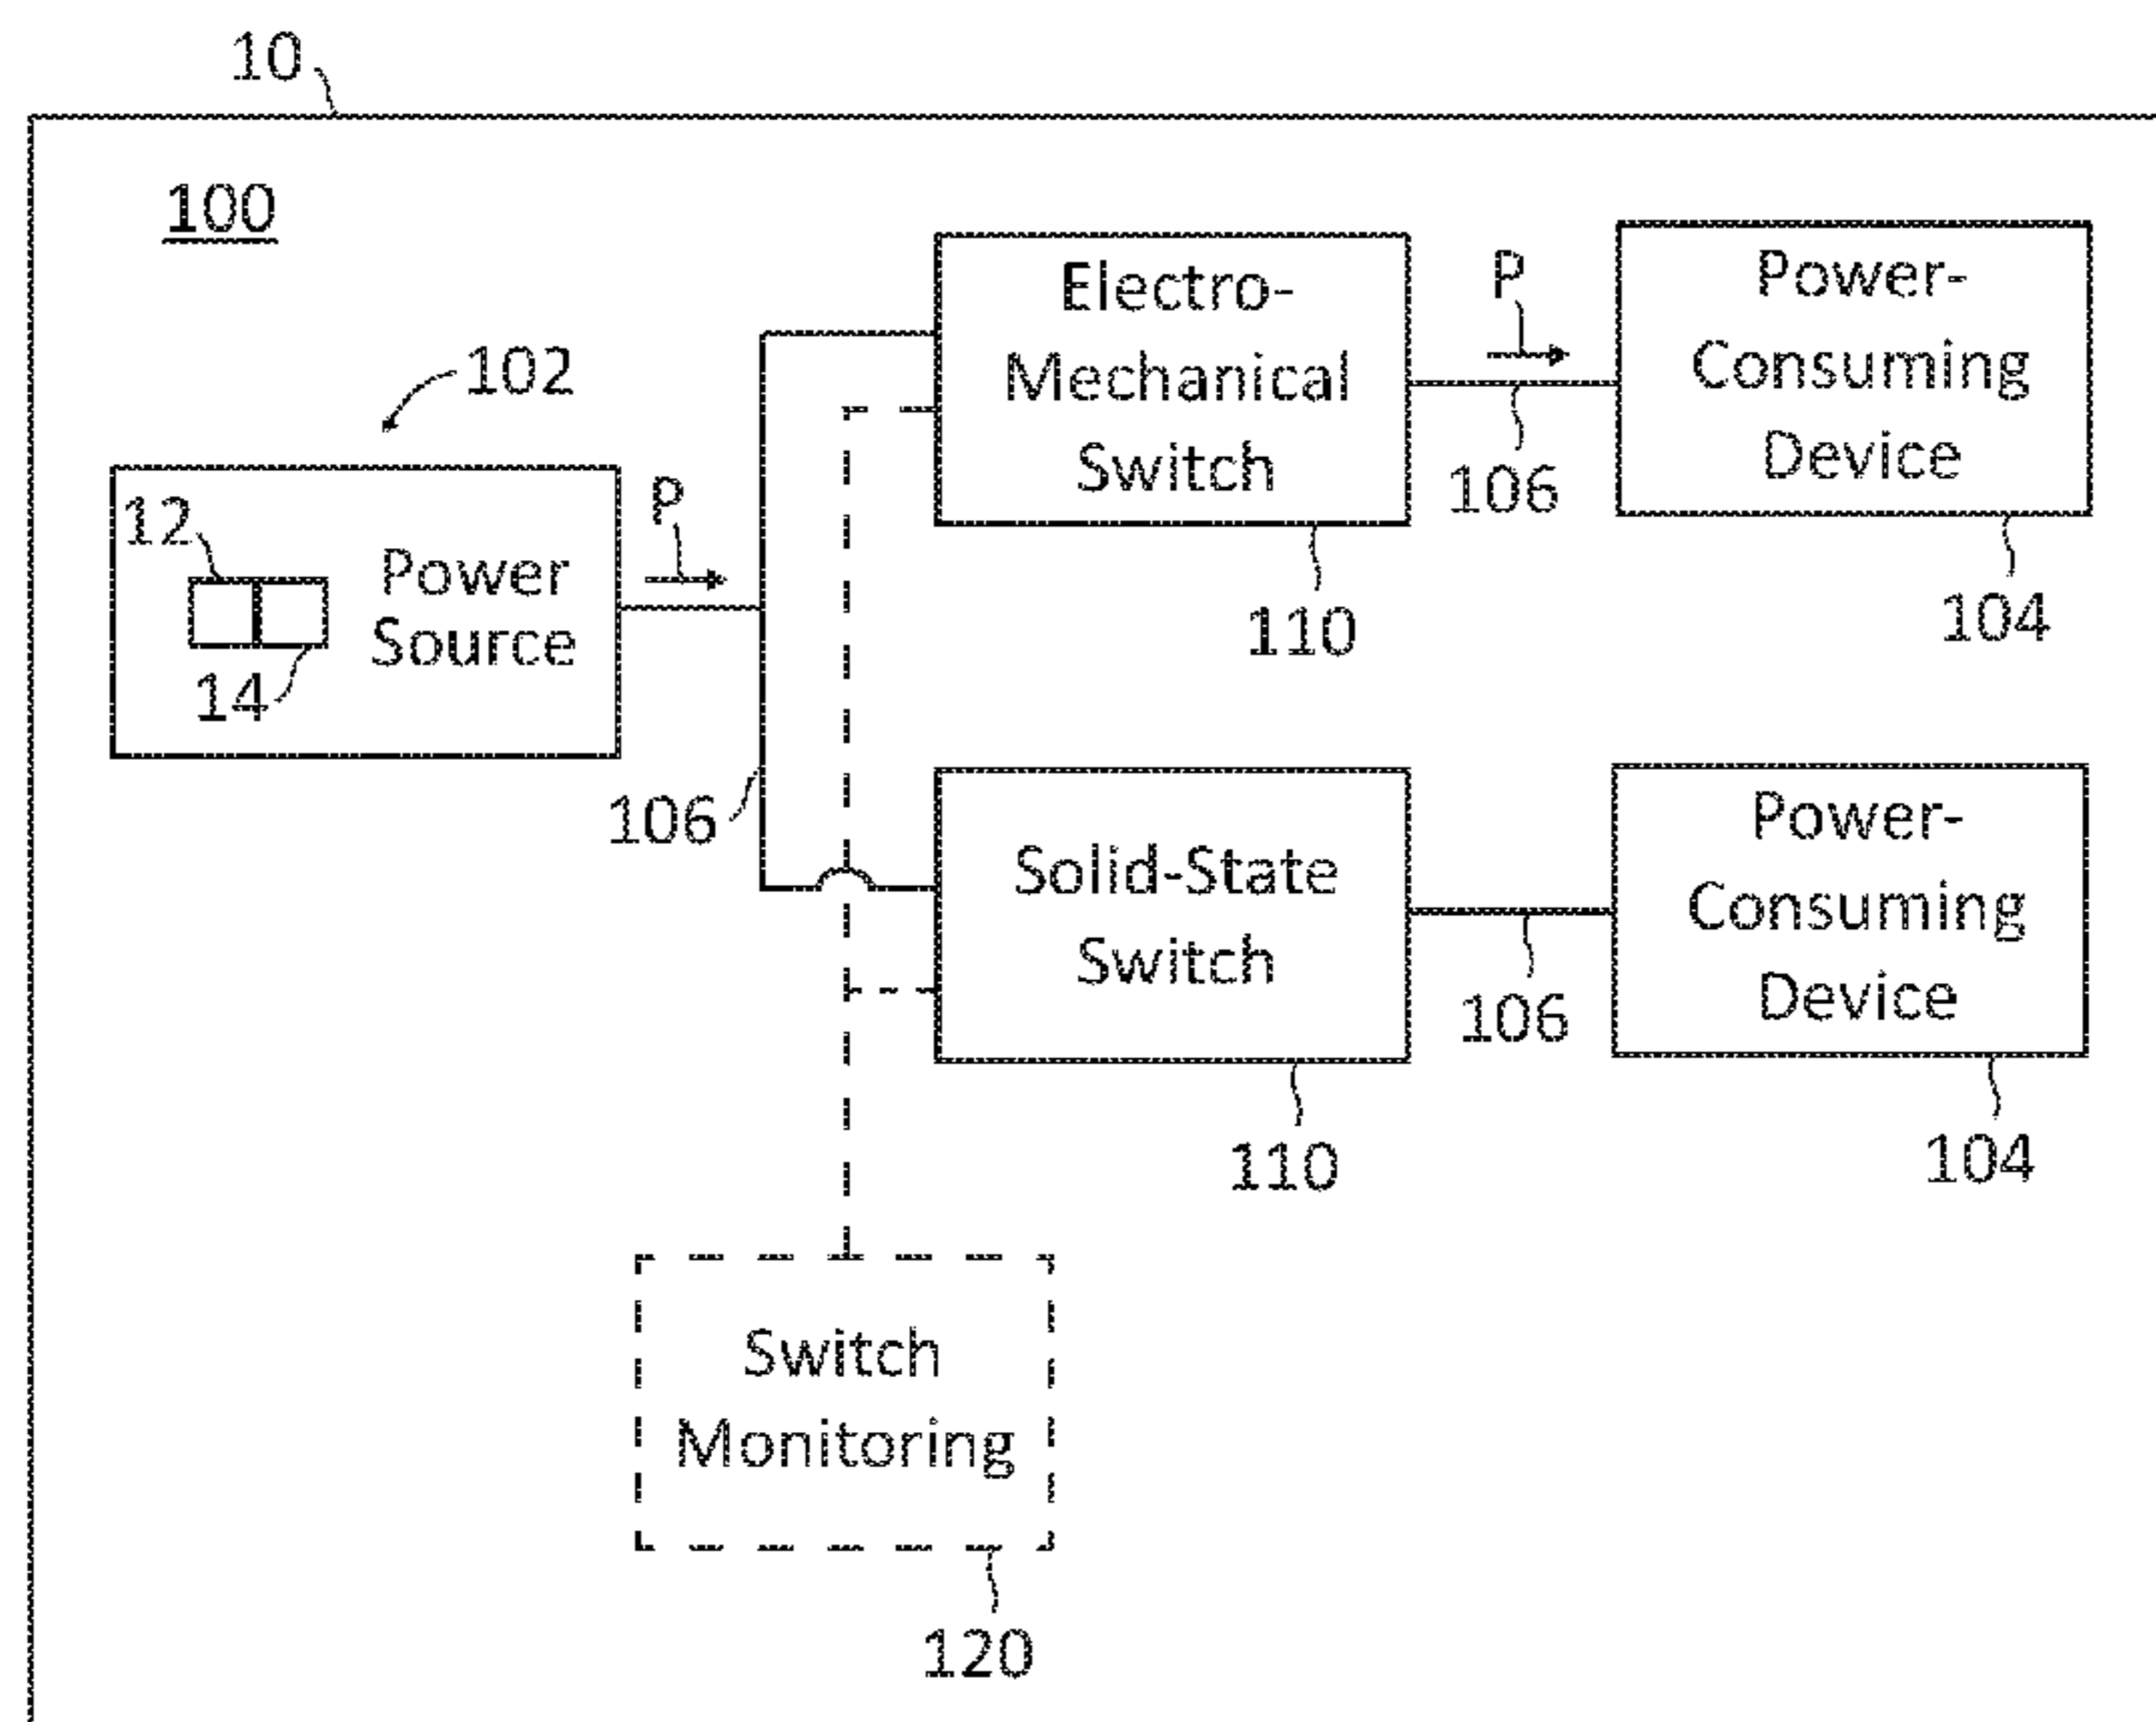 10
100
102
12
14
Power
Source
P
106
Electro-
Mechanical
Switch
110
P
106
Power-
Consuming
Device
104
Solid-State
Switch
110
106
Power-
Consuming
Device
104
Switch
Monitoring
120